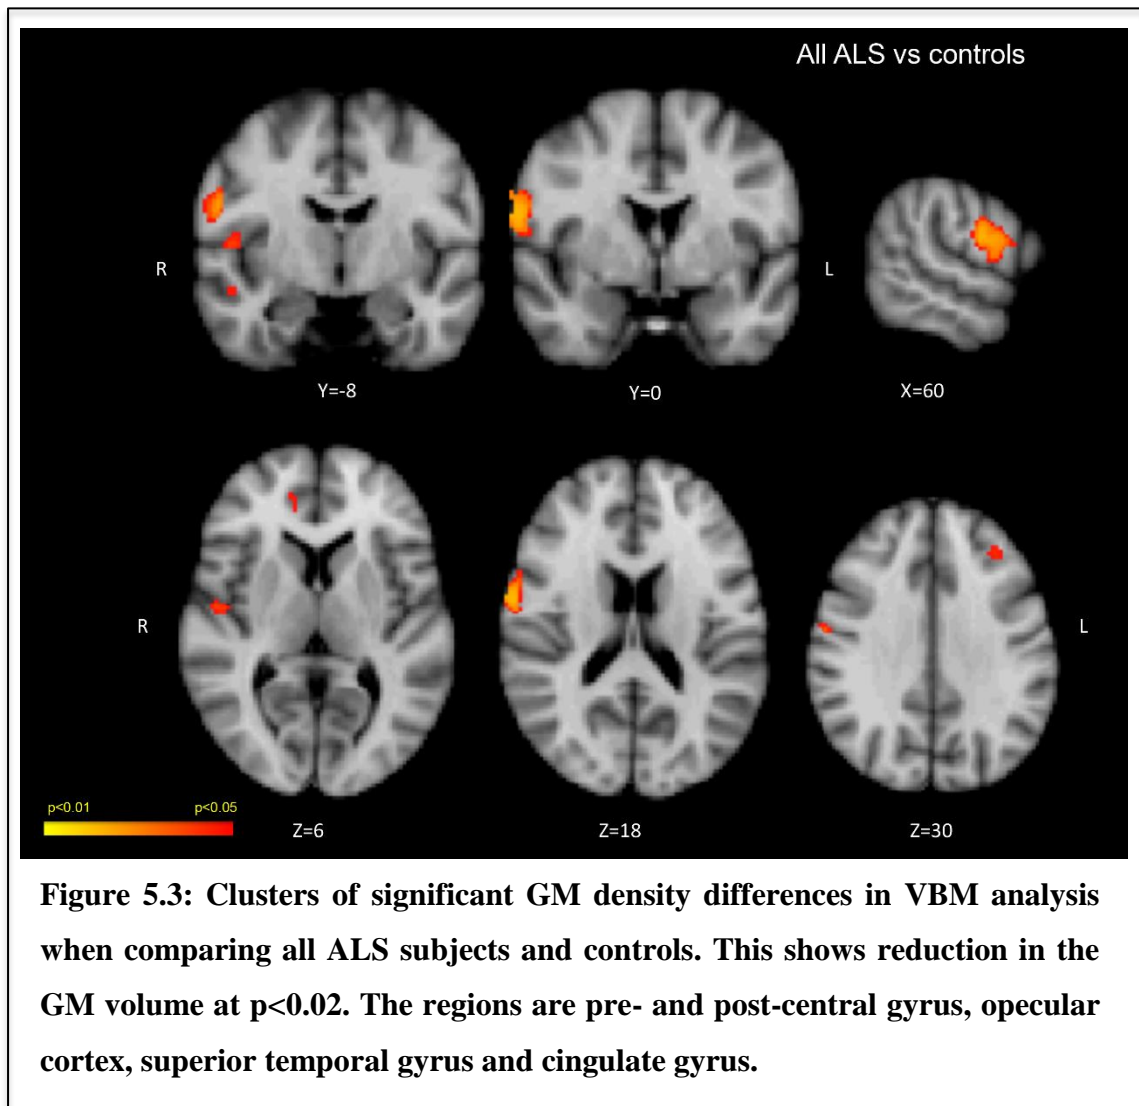 All ALS vs controls
R
L
Y=-8
Y=0
X=60
R
L
p<0.01
p<0.05
Z=6
Z=18
Z=30
Figure 5.3: Clusters of significant GM density differences in VBM analysis
when comparing all ALS subjects and controls. This shows reduction in the
GM volume at p<0.02. The regions are pre- and post-central gyrus, opecular
cortex, superior temporal gyrus and cingulate gyrus.